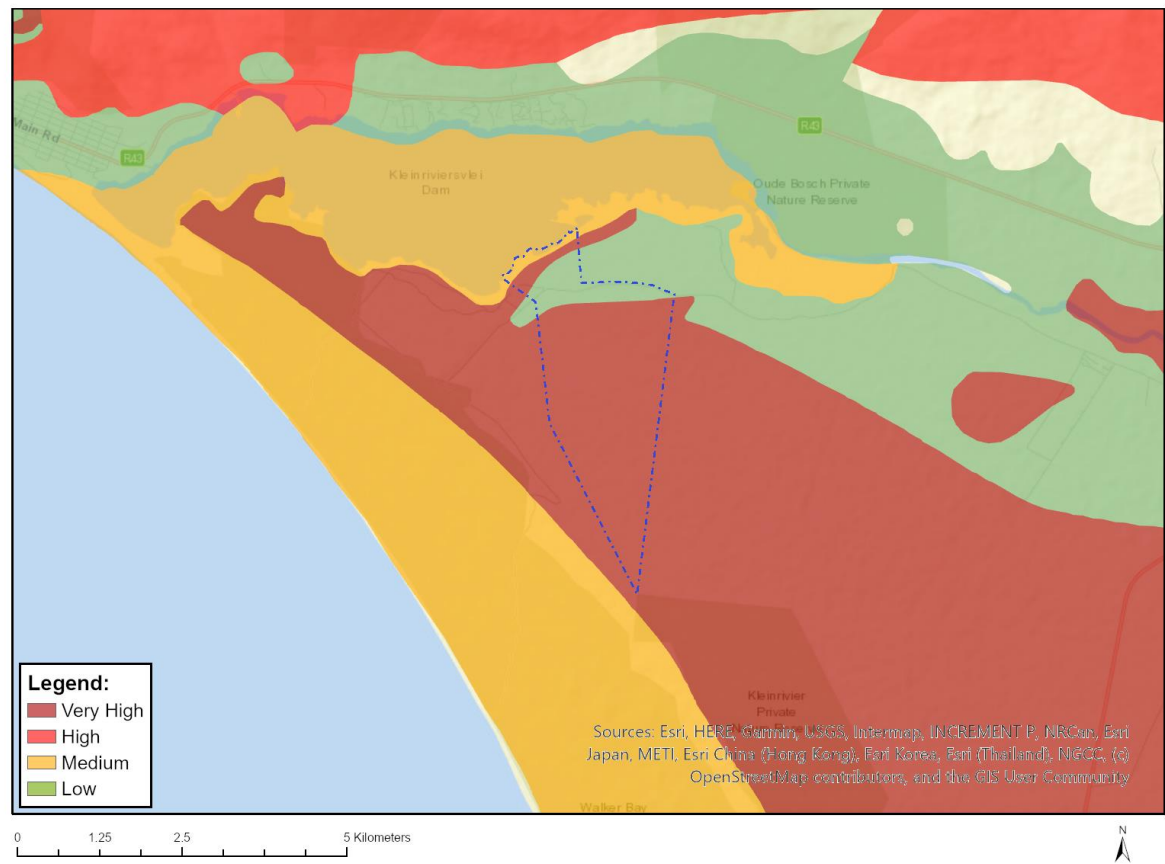 Main Rd
R43
Kleinriviersvlei
Dam
R43
Oude Bosch Private
Nature Reserve
Kleinrivier
Private
Sources: Esri, HERE, Garmin, USGS, Intermap, INCREMENT P, NRCan, Esri
Japan, METI, Esri China (Hong Kong), Esri Korea, Esri (Thailand), NGCC, (c)
OpenStreetMap contributors, and the GIS User Community
Walker Bay
Legend:
Very High
High
Medium
Low
0 1.25 2.5 5 Kilometers
N